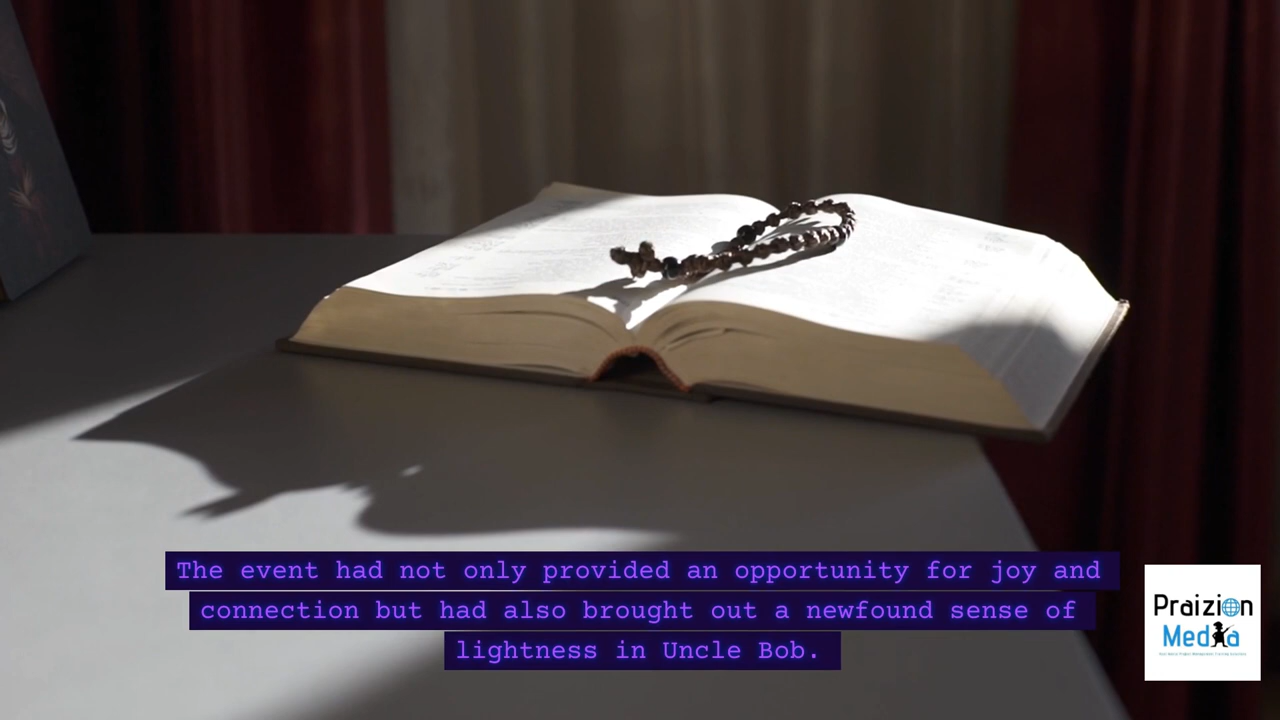 The event had not only provided an opportunity for joy and
connection but had also brought out a newfound sense of
lightness in Uncle Bob.
Praizion
Media